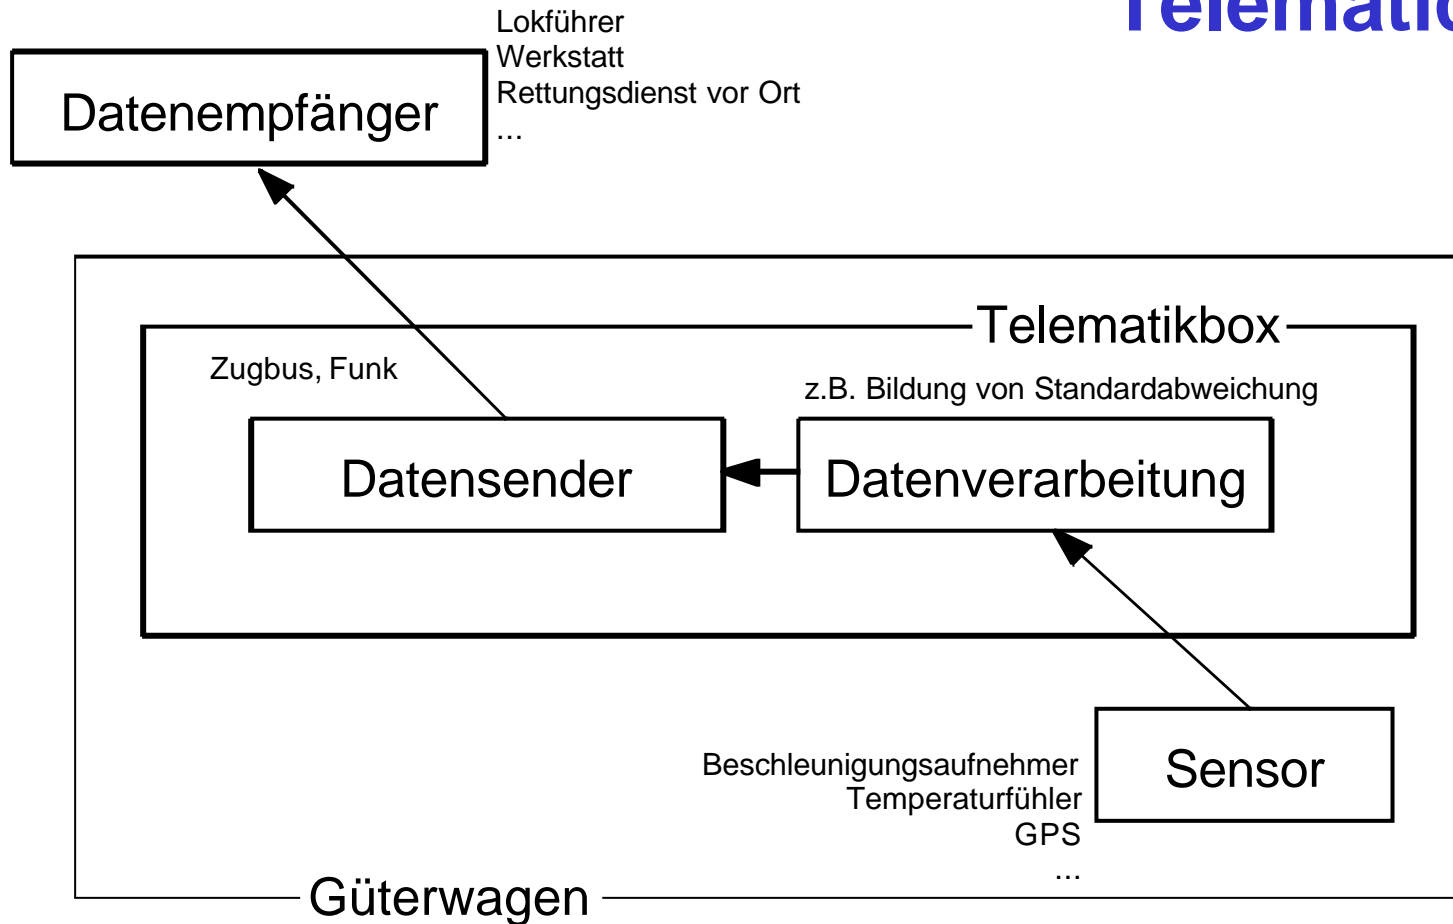 Telematic
Lokführer
Werkstatt
Rettungsdienst vor Ort
...
Datenempfänger
Telematikbox
Zugbus, Funk
z.B. Bildung von Standardabweichung
Datensender
Datenverarbeitung
Sensor
Beschleunigungsaufnehmer
Temperaturfühler
GPS
...
Güterwagen